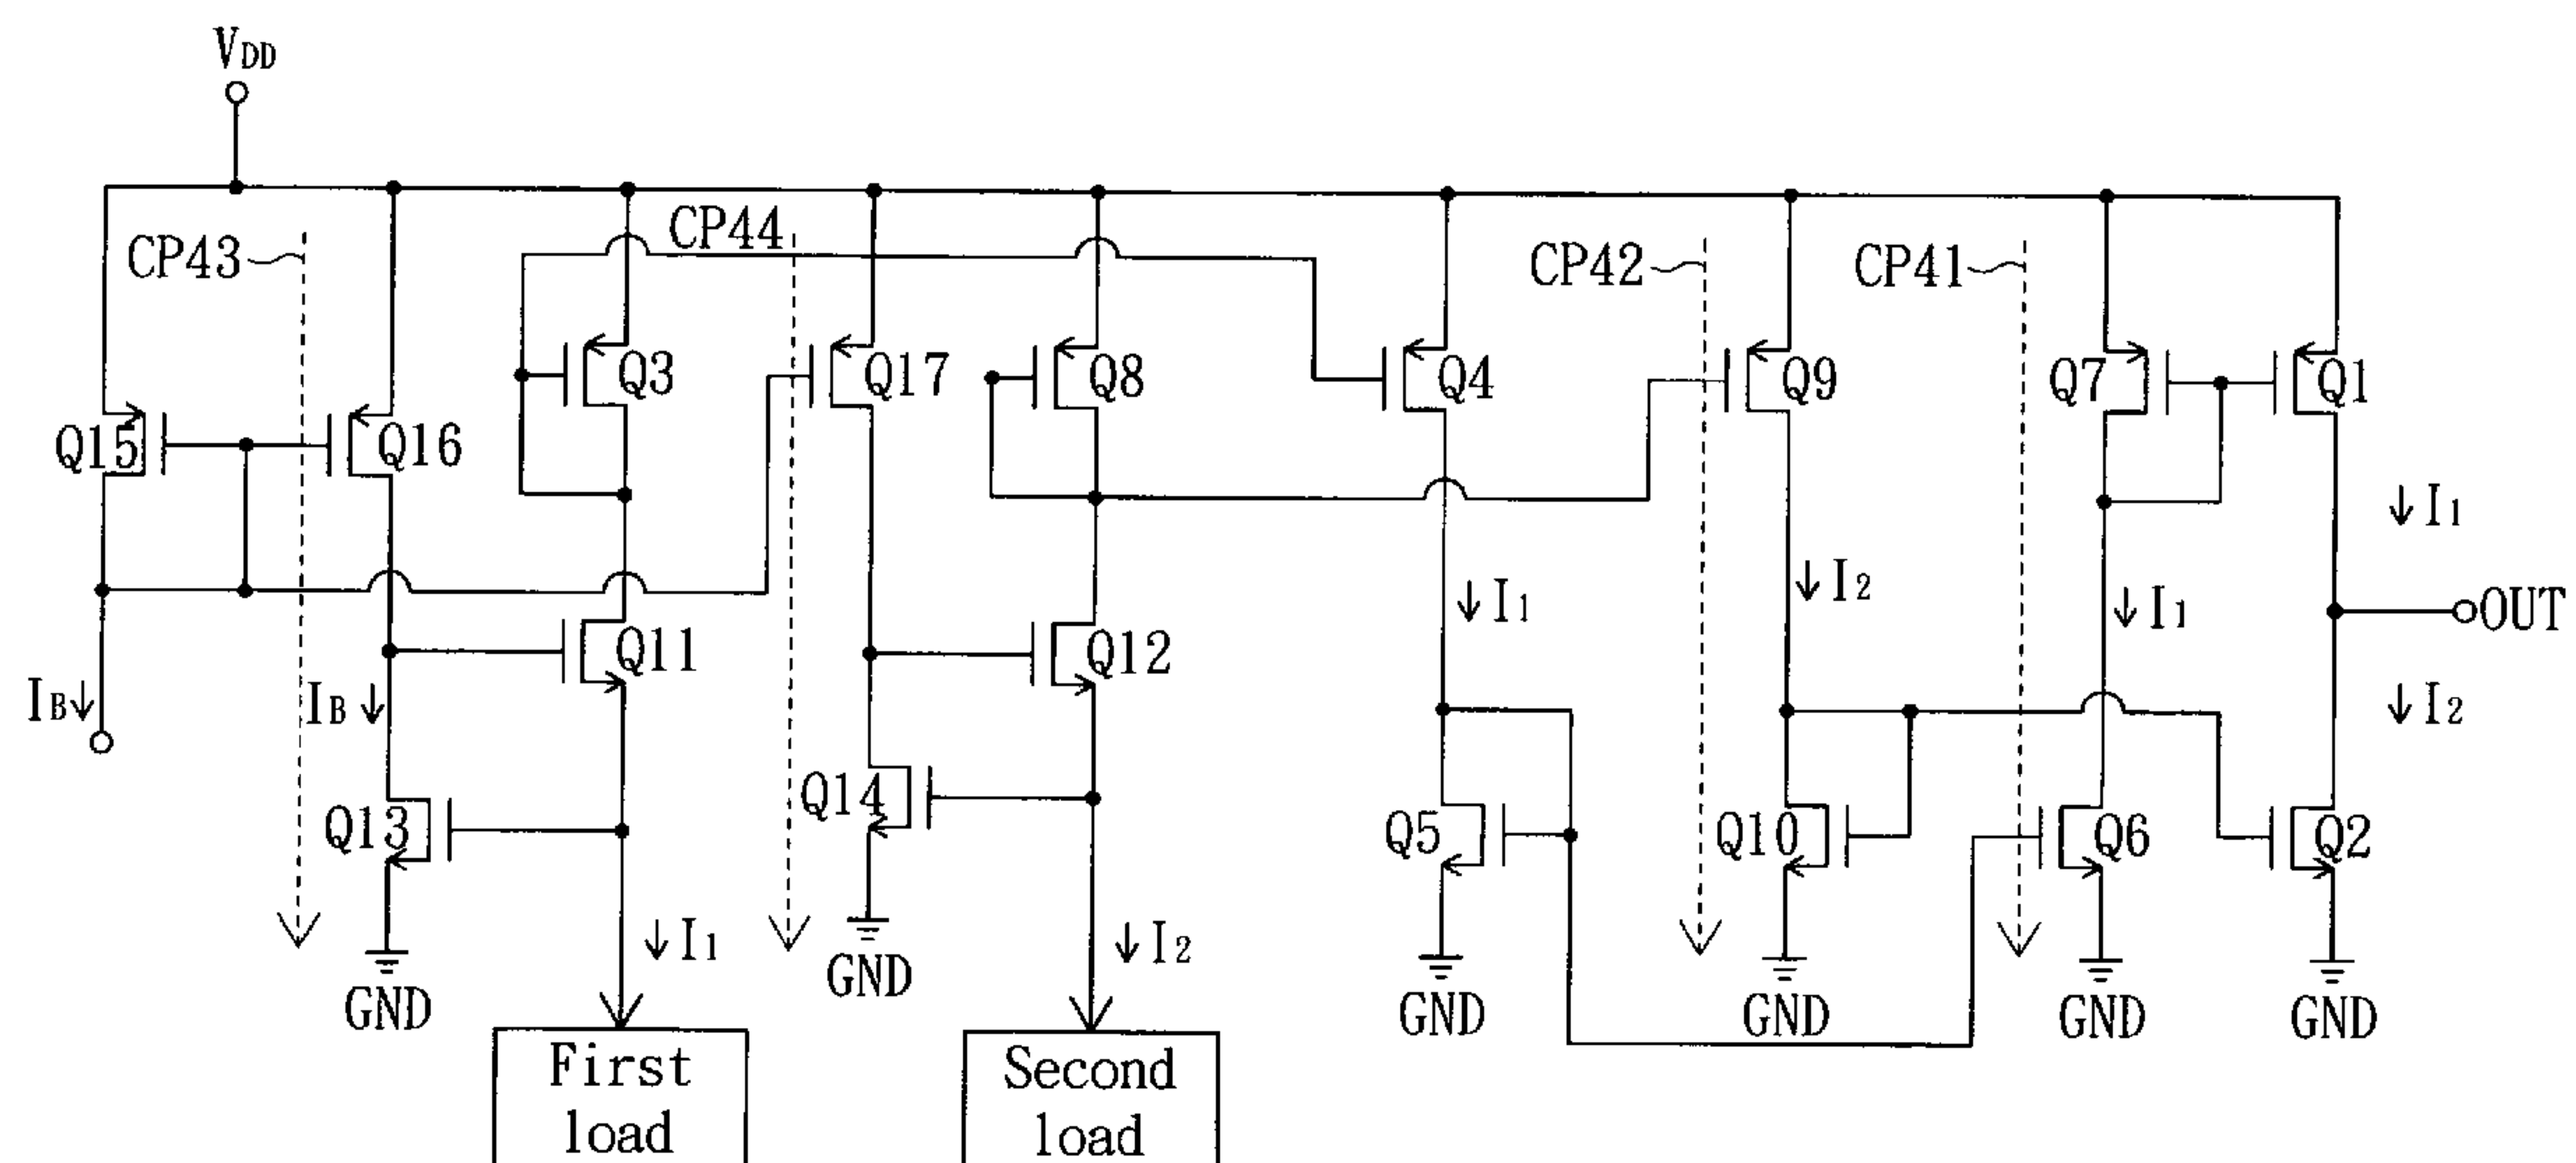 VDD
CP43
CP44
CP42
CP41
Q3
Q17
Q8
Q4
Q9
Q7
Q1
Q15
Q16
↓I1
↓I1
↓I2
↓I1
OUT
Q11
Q12
IB↓
IB↓
↓I2
Q13
Q14
Q5
Q10
Q6
Q2
↓I1
↓I2
GND
GND
GND
GND
GND
GND
First
load
Second
load